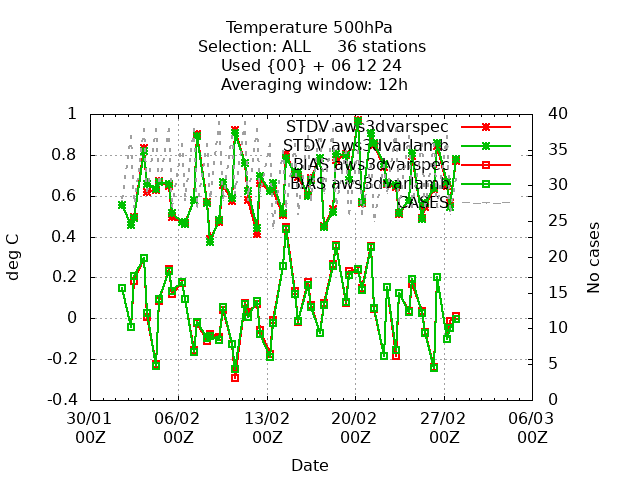 Temperature 500hPa
Selection: ALL 36 stations
Used {00} + 06 12 24
Averaging window: 12h
1
0.8
0.6
0.4
0.2
0
-0.2
-0.4
deg C
40
35
30
25
20
15
10
5
0
No cases
STDV aws3dvarspec
STDV aws3dvarlamb
BIAS aws3dvarspec
BIAS aws3dvarlamb
CASES
30/01 06/02 13/02 20/02 27/02 06/03
00Z 00Z 00Z 00Z 00Z 00Z
Date